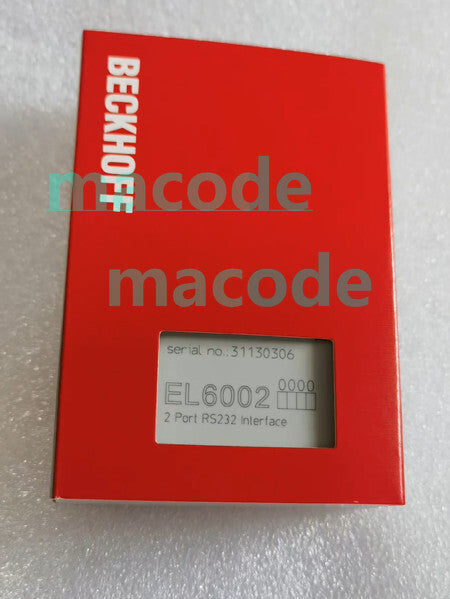 BECKHOFF
macode
macode
serial no.:31130306
0000
EL6002
2 Port RS232 Interface